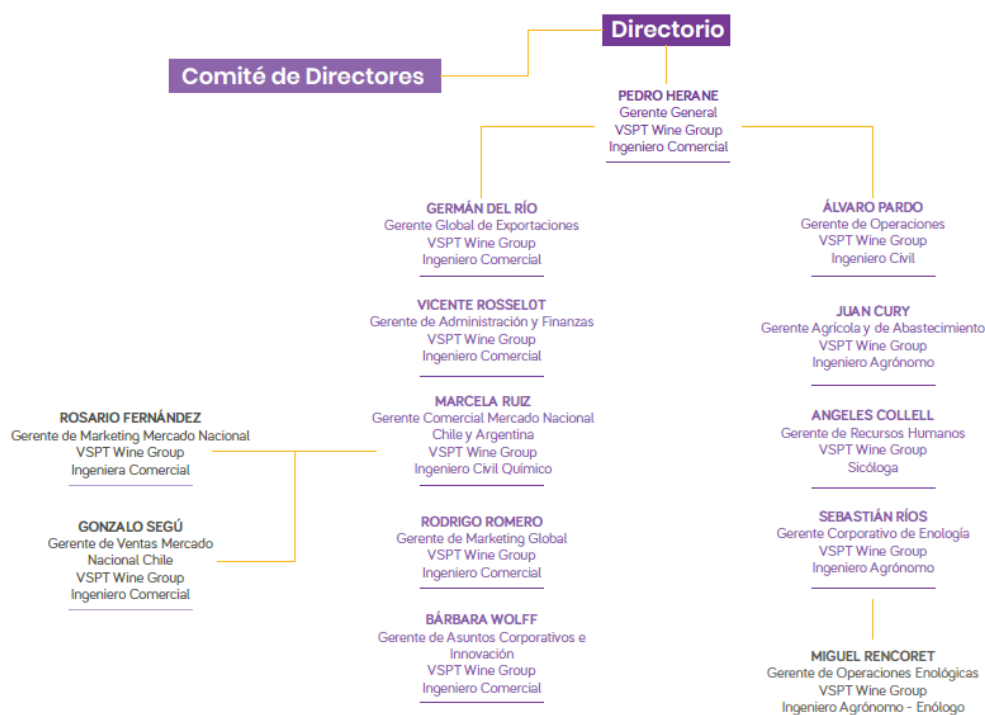 Directorio
Comité de Directores
PEDRO HERANE
Gerente General
VSPT Wine Group
Ingeniero Comercial
GERMÁN DEL RÍO
Gerente Global de Exportaciones
VSPT Wine Group
Ingeniero Comercial
VICENTE ROSSELOT
Gerente de Administración y Finanzas
VSPT Wine Group
Ingeniero Comercial
MARCELA RUIZ
Gerente Comercial Mercado Nacional
Chile y Argentina
VSPT Wine Group
Ingeniero Civil Químico
ROSARIO FERNÁNDEZ
Gerente de Marketing Mercado Nacional
VSPT Wine Group
Ingeniera Comercial
GONZALO SEGÚ
Gerente de Ventas Mercado
Nacional Chile
VSPT Wine Group
Ingeniero Comercial
RODRIGO ROMERO
Gerente de Marketing Global
VSPT Wine Group
Ingeniero Comercial
BÁRBARA WOLFF
Gerente de Asuntos Corporativos e
Innovación
VSPT Wine Group
Ingeniero Comercial
ÁLVARO PARDO
Gerente de Operaciones
VSPT Wine Group
Ingeniero Civil
JUAN CURY
Gerente Agrícola y de Abastecimiento
VSPT Wine Group
Ingeniero Agrónomo
ANGELES COLLELL
Gerente de Recursos Humanos
VSPT Wine Group
Sicóloga
SEBASTIÁN RÍOS
Gerente Corporativo de Enología
VSPT Wine Group
Ingeniero Agrónomo
MIGUEL RENCORET
Gerente de Operaciones Enológicas
VSPT Wine Group
Ingeniero Agrónomo - Enólogo